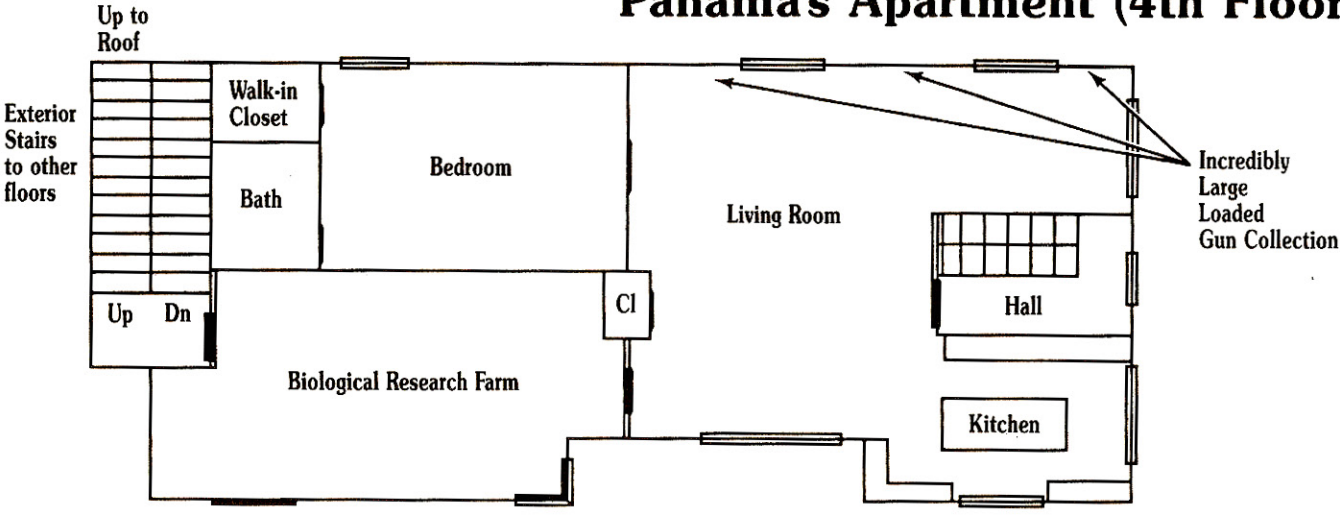 Panama's Apartment (4th Floor
Up to
Roof
Exterior
Stairs
to other
floors
Walk-in
Closet
Bath
Bedroom
Living Room
Incredibly
Large
Loaded
Gun Collection
Up Dn
Cl
Hall
Biological Research Farm
Kitchen